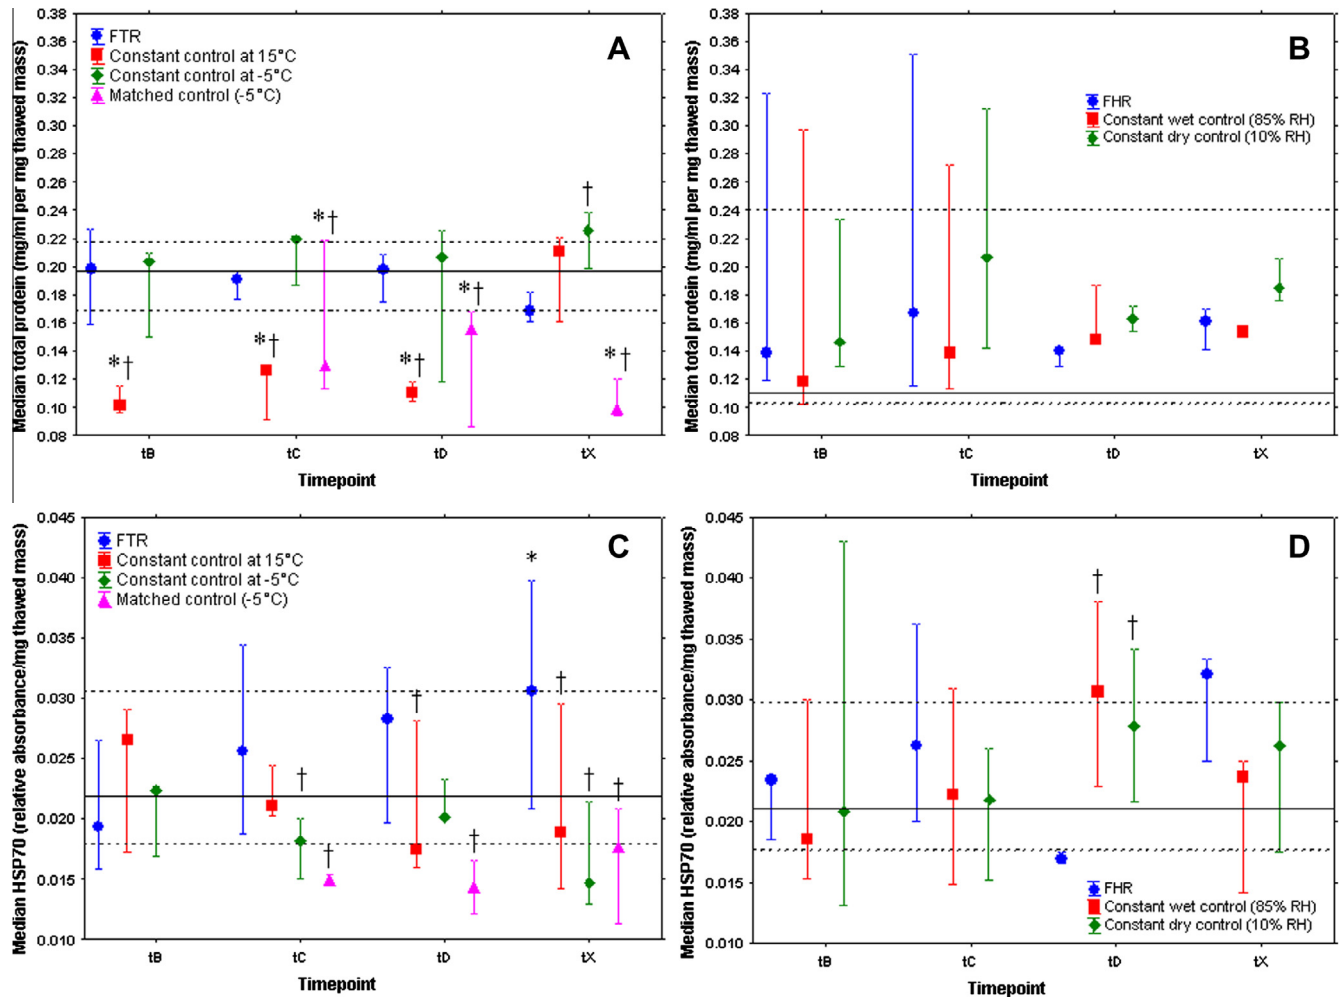 A
FTR
Constant control at 15°C
Constant control at -5°C
Matched control (-5°C)
Median total protein (mg/ml per mg thawed mass)
0.38
0.36
0.34
0.32
0.30
0.28
0.26
0.24
0.22
0.20
0.18
0.16
0.14
0.12
0.10
0.08
*†
*†
*†
*†
*†
†
*†
tB
tC
tD
tX
Timepoint
B
FHR
Constant wet control (85% RH)
Constant dry control (10% RH)
Median total protein (mg/ml per mg thawed mass)
0.38
0.36
0.34
0.32
0.30
0.28
0.26
0.24
0.22
0.20
0.18
0.16
0.14
0.12
0.10
0.08
tB
tC
tD
tX
Timepoint
C
FTR
Constant control at 15°C
Constant control at -5°C
Matched control (-5°C)
Median HSP70 (relative absorbance/mg thawed mass)
0.045
0.040
0.035
0.030
0.025
0.020
0.015
0.010
†
†
†
†
*
†
†
†
tB
tC
tD
tX
Timepoint
D
Median HSP70 (relative absorbance/mg thawed mass)
0.045
0.040
0.035
0.030
0.025
0.020
0.015
0.010
†
†
FHR
Constant wet control (85% RH)
Constant dry control (10% RH)
tB
tC
tD
tX
Timepoint